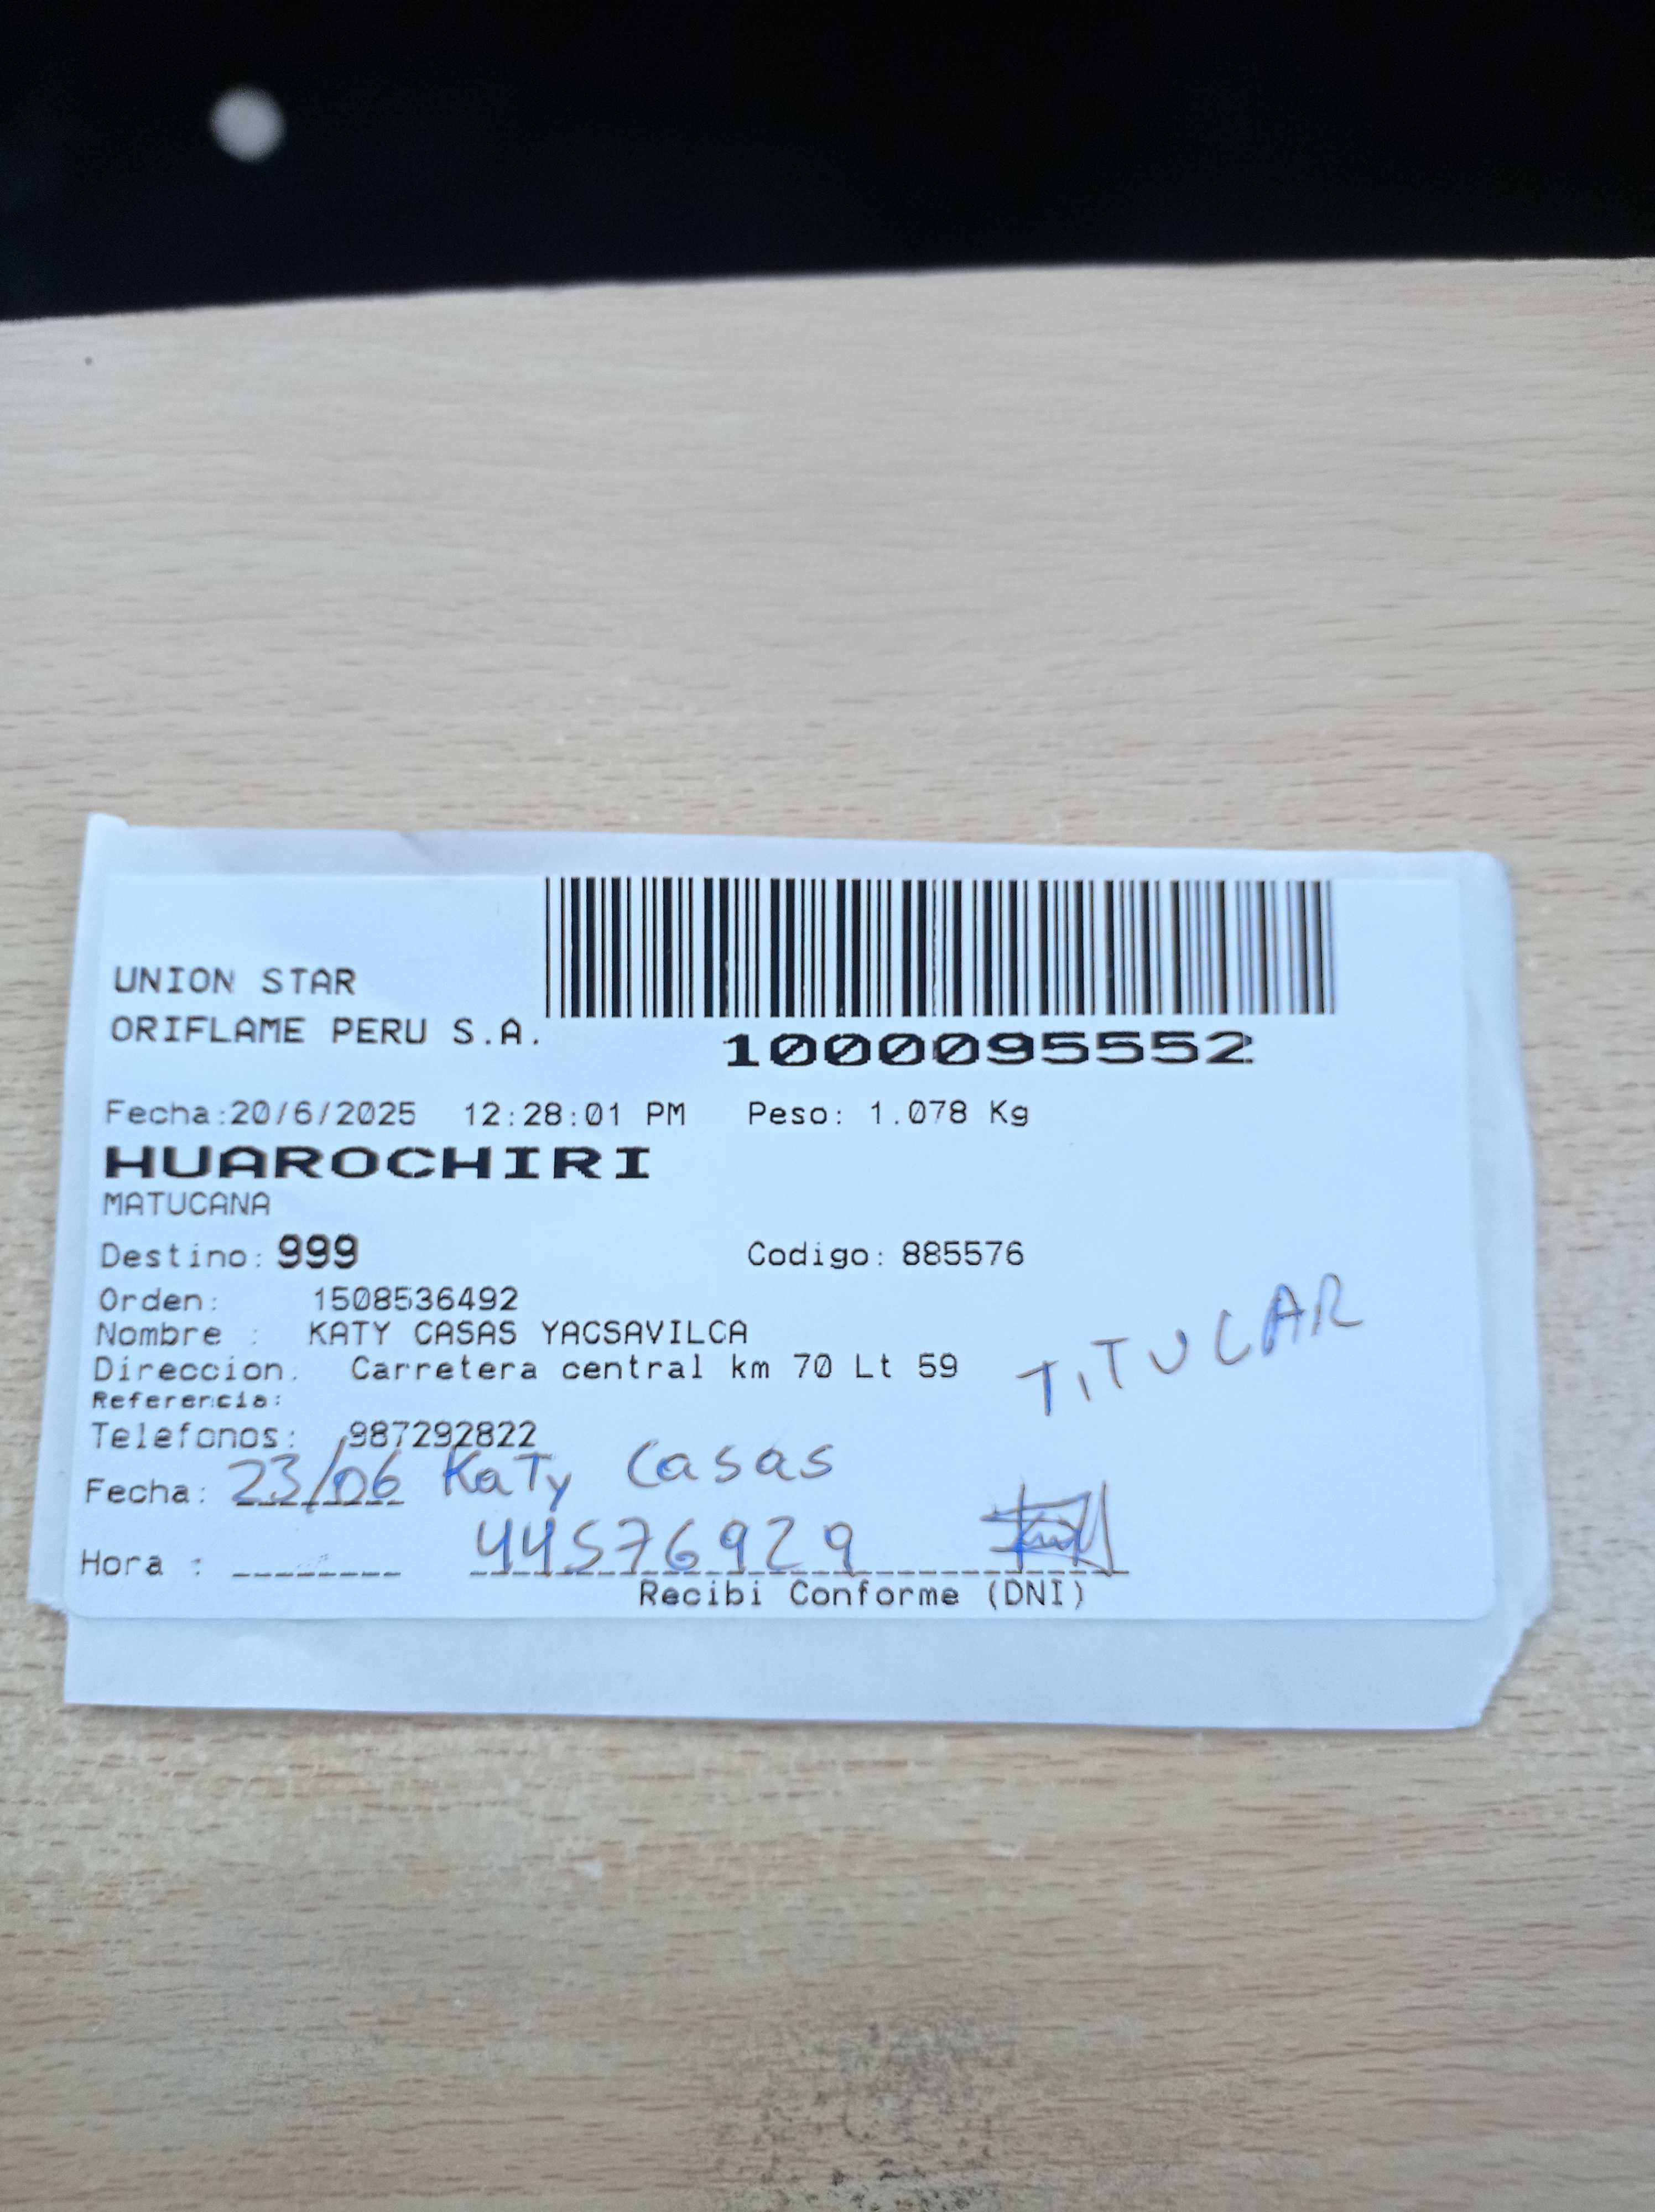 UNION STAR
ORIFLAME PERU S.A.
1000095552
Fecha:20/6/2025 12:28:01 PM Peso: 1.078 Kg
HUAROCHIRI
MATUCANA
Destino: 999 Codigo: 885576
Orden: 1508536492
Nombre : KATY CASAS YACSAVILCA
Direccion. Carretera central km 70 Lt 59
TITULAR
Referencia:
Telefonos: 987292822
Fecha: 23/06 Katy Casas
44576929
Hora :
Recibi Conforme (DNI)